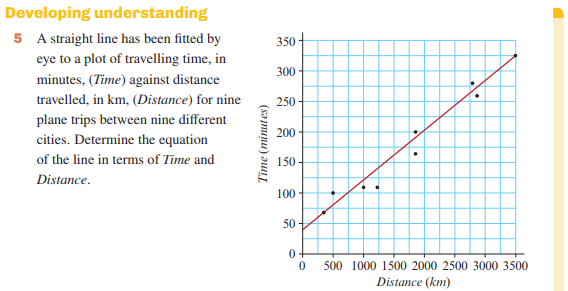 Developing understanding
5 A straight line has been fitted by
eye to a plot of travelling time, in
minutes, (Time) against distance
travelled, in km, (Distance) for nine
plane trips between nine different
cities. Determine the equation
of the line in terms of Time and
Distance.
Time (minutes)
350
300
250
200
150
100
50
0
0 500 1000 1500 2000 2500 3000 3500
Distance (km)